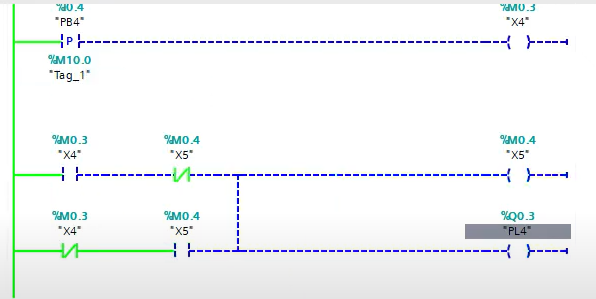 %I0.4 %M0.3
"PB4" "X4"
P
%M10.0
"Tag_1"
%M0.3 %M0.4 %M0.4
"X4" "X5" "X5"
%M0.3 %M0.4 %Q0.3
"X4" "X5" "PL4"